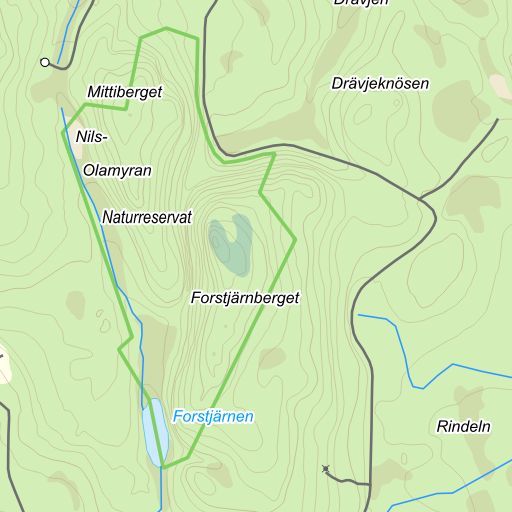 Drävjen
Drävjeknösen
Mittiberget
Nils-
Olamyran
Naturreservat
Forstjärnberget
Forstjärnen
Rindeln